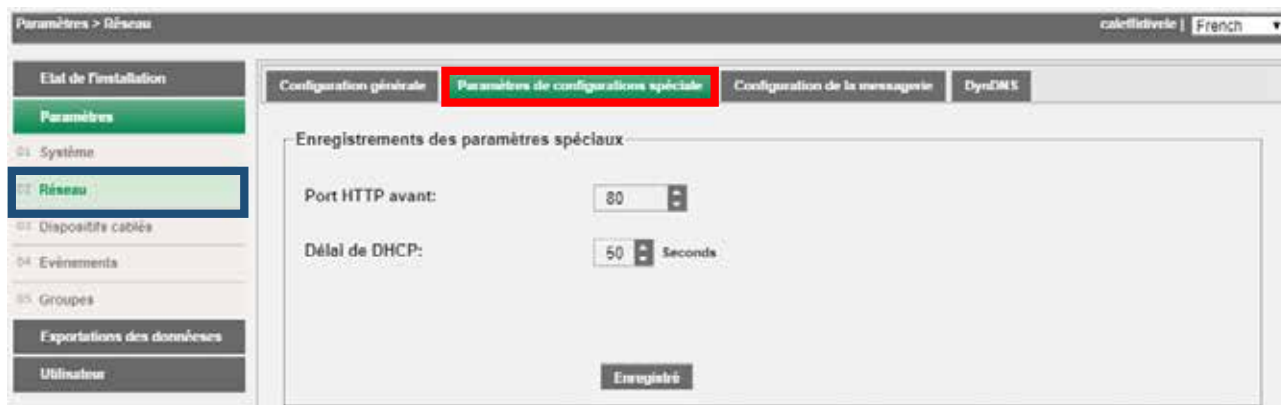 Paramètres > Réseau
caleffidivele | French
Etat de l'installation
Paramètres
01 Système
02 Réseau
03 Dispositifs cablés
04 Evènements
05 Groupes
Exportations des donnéeses
Utilisateur
Configuration générale
Paramètres de configurations spéciale
Configuration de la messagerie
DynDNS
Enregistrements des paramètres spéciaux
Port HTTP avant:
80
Délai de DHCP:
50 Seconds
Enregistré